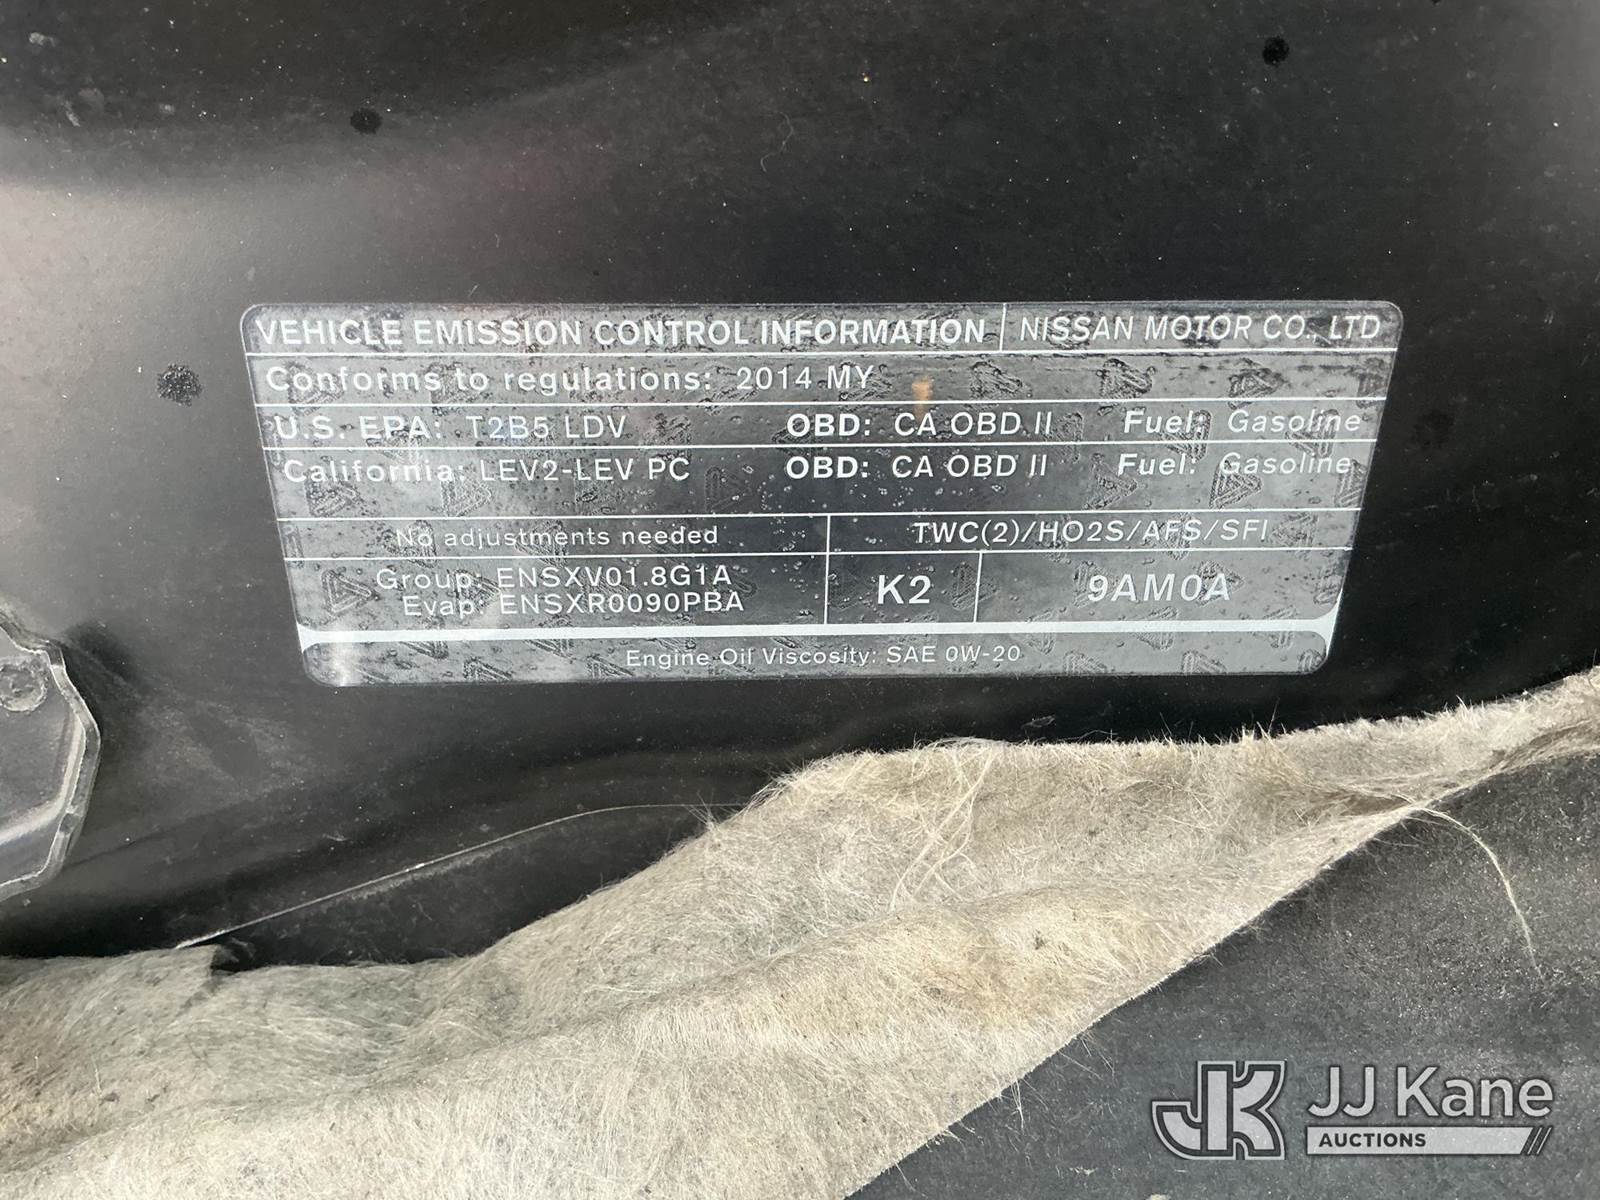 VEHICLE EMISSION CONTROL INFORMATION NISSAN MOTOR CO., LTD
Conforms to regulations: 2014 MY
U.S. EPA: T2B5 LDV OBD: CA OBD II Fuel: Gasoline
California: LEV2-LEV PC OBD: CA OBD II Fuel: Gasoline
No adjustments needed TWC(2)/HO2S/AFS/SFI
Group: ENSXV01.8G1A
Evap: ENSXR0090PBA
K2 9AM0A
Engine Oil Viscosity: SAE 0W-20
JK JJ Kane
AUCTIONS